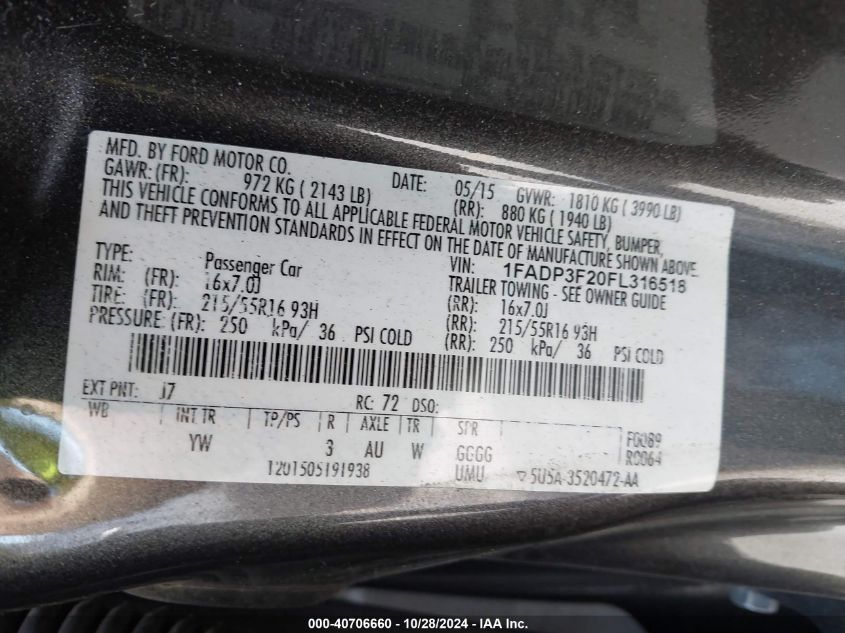 MFD. BY FORD MOTOR CO.
DATE: 05/15 GVWR: 1810 KG ( 3990 LB)
GAWR: (FR): 972 KG ( 2143 LB) (RR): 880 KG ( 1940 LB)
THIS VEHICLE CONFORMS TO ALL APPLICABLE FEDERAL MOTOR VEHICLE SAFETY, BUMPER,
AND THEFT PREVENTION STANDARDS IN EFFECT ON THE DATE OF MANUFACTURE SHOWN ABOVE.
VIN: 1FADP3F20FL316518
TYPE: Passenger Car TRAILER TOWING - SEE OWNER GUIDE
RIM: (FR): 16x7.0J (RR): 16x7.0J
TIRE: (FR): 215/55R16 93H (RR): 215/55R16 93H
PRESSURE: (FR): 250 kPa/ 36 PSI COLD (RR): 250 kPa/ 36 PSI COLD
EXT PNT: J7 RC: 72 DSO:
WB INT TR TP/PS R AXLE TR SPR F0089
YW 3 AU W GGGG R0064
T201505191938 UMU ▽5U5A-3520472-AA
000-40706660 - 10/28/2024 - IAA Inc.